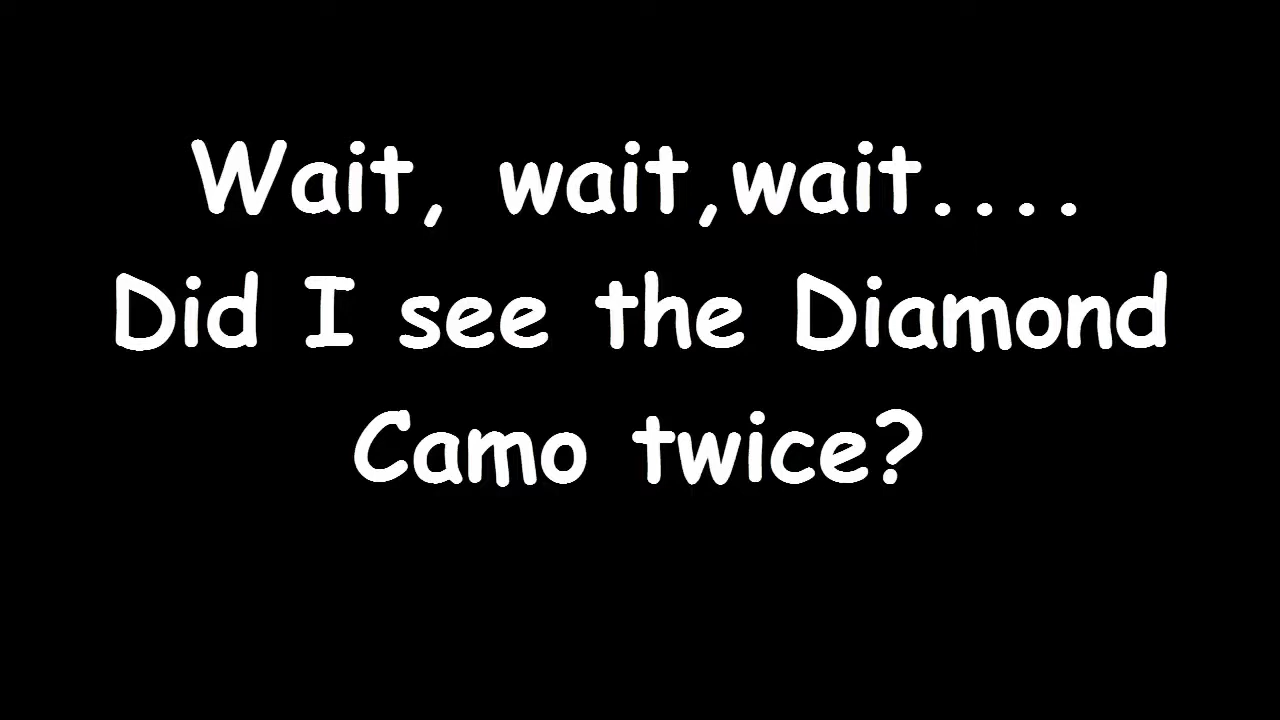 Wait, wait,wait....
Did I see the Diamond
Camo twice?